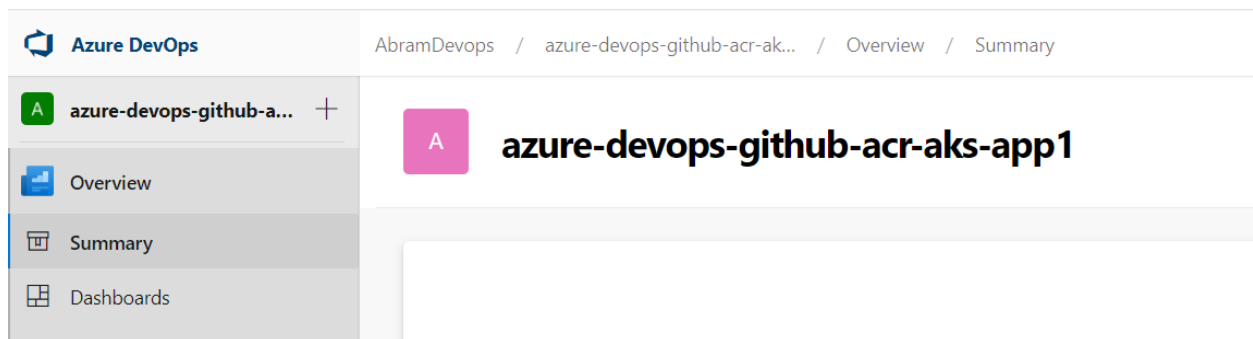 Azure DevOps
AbramDevops / azure-devops-github-acr-ak... / Overview / Summary
A azure-devops-github-a... +
A azure-devops-github-acr-aks-app1
Overview
Summary
Dashboards